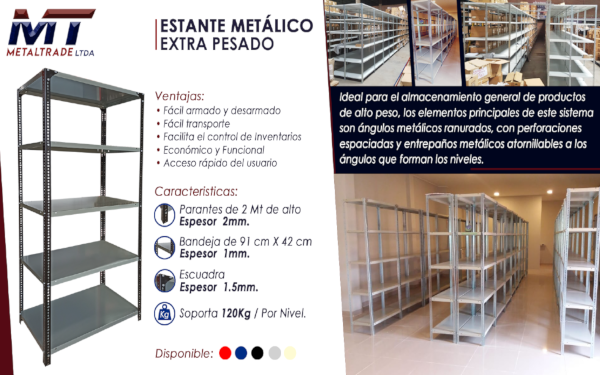 MT
METALTRADE LTDA
ESTANTE METÁLICO
EXTRA PESADO
Ventajas:
• Fácil armado y desarmado
• Fácil transporte
• Facilita el control de Inventarios
• Económico y Funcional
• Acceso rápido del usuario
Caracteristicas:
Parantes de 2 Mt de alto
Espesor 2mm.
Bandeja de 91 cm X 42 cm
Espesor 1mm.
Escuadra
Espesor 1.5mm.
Kg
Soporta 120Kg / Por Nivel.
Disponible:
Ideal para el almacenamiento general de productos
de alto peso, los elementos principales de este sistema
son ángulos metálicos ranurados, con perforaciones
espaciadas y entrepaños metálicos atornillables a los
ángulos que forman los niveles.